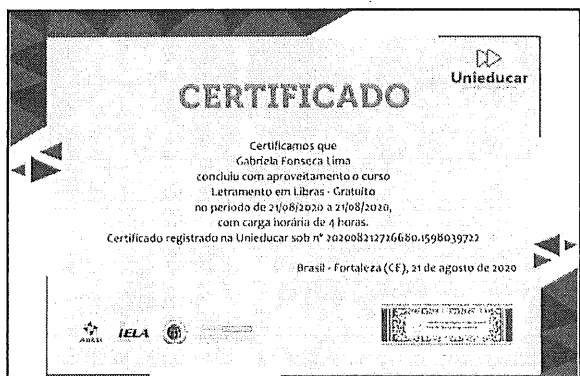 Unieducar
CERTIFICADO
Certificamos que
Gabriela Fonseca Lima
concluiu com aproveitamento o curso
Letramento em Libras - Gratuito
no período de 21/08/2020 a 21/08/2020,
com carga horária de 4 horas.
Certificado registrado na Unieducar sob nº 202008212726680.1598039722
Brasil - Fortaleza (CE), 21 de agosto de 2020
IELA